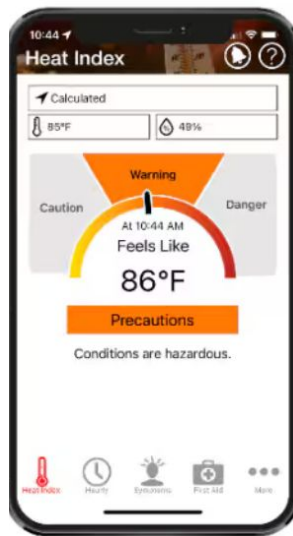 10:44
Heat Index
?
Calculated
85°F
49%
Warning
Caution
Danger
At 10:44 AM
Feels Like
86°F
Precautions
Conditions are hazardous.
Heat Index
Hourly
Symptoms
First Aid
More